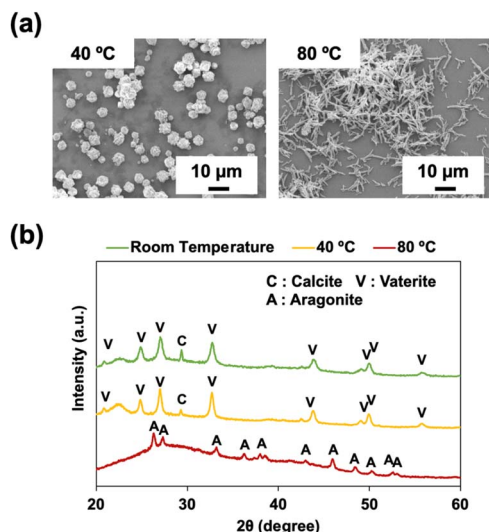 (a)
40 ºC
80 ºC
10 µm
10 µm
(b)
Room Temperature 40 ºC 80 ºC
C : Calcite V : Vaterite
A : Aragonite
V V V C V V V V V
V V V C V V V V V
A A A A A A A A A A A
Intensity (a.u.)
20 30 40 50 60
2θ (degree)